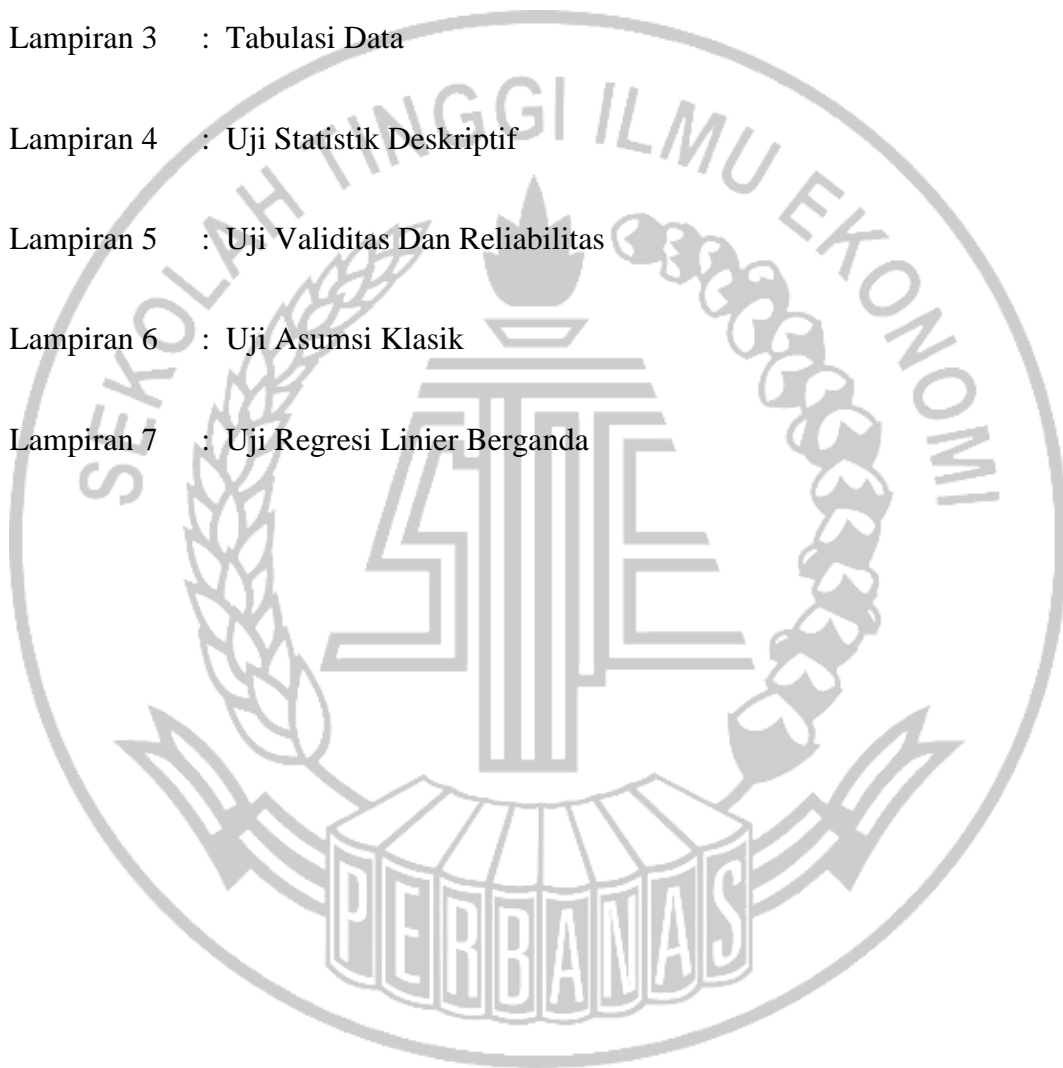 Lampiran 3 : Tabulasi Data
Lampiran 4 : Uji Statistik Deskriptif
Lampiran 5 : Uji Validitas Dan Reliabilitas
Lampiran 6 : Uji Asumsi Klasik
Lampiran 7 : Uji Regresi Linier Berganda
SEKOLAH TINGGI ILMU EKONOMI
STIE
PERBANAS